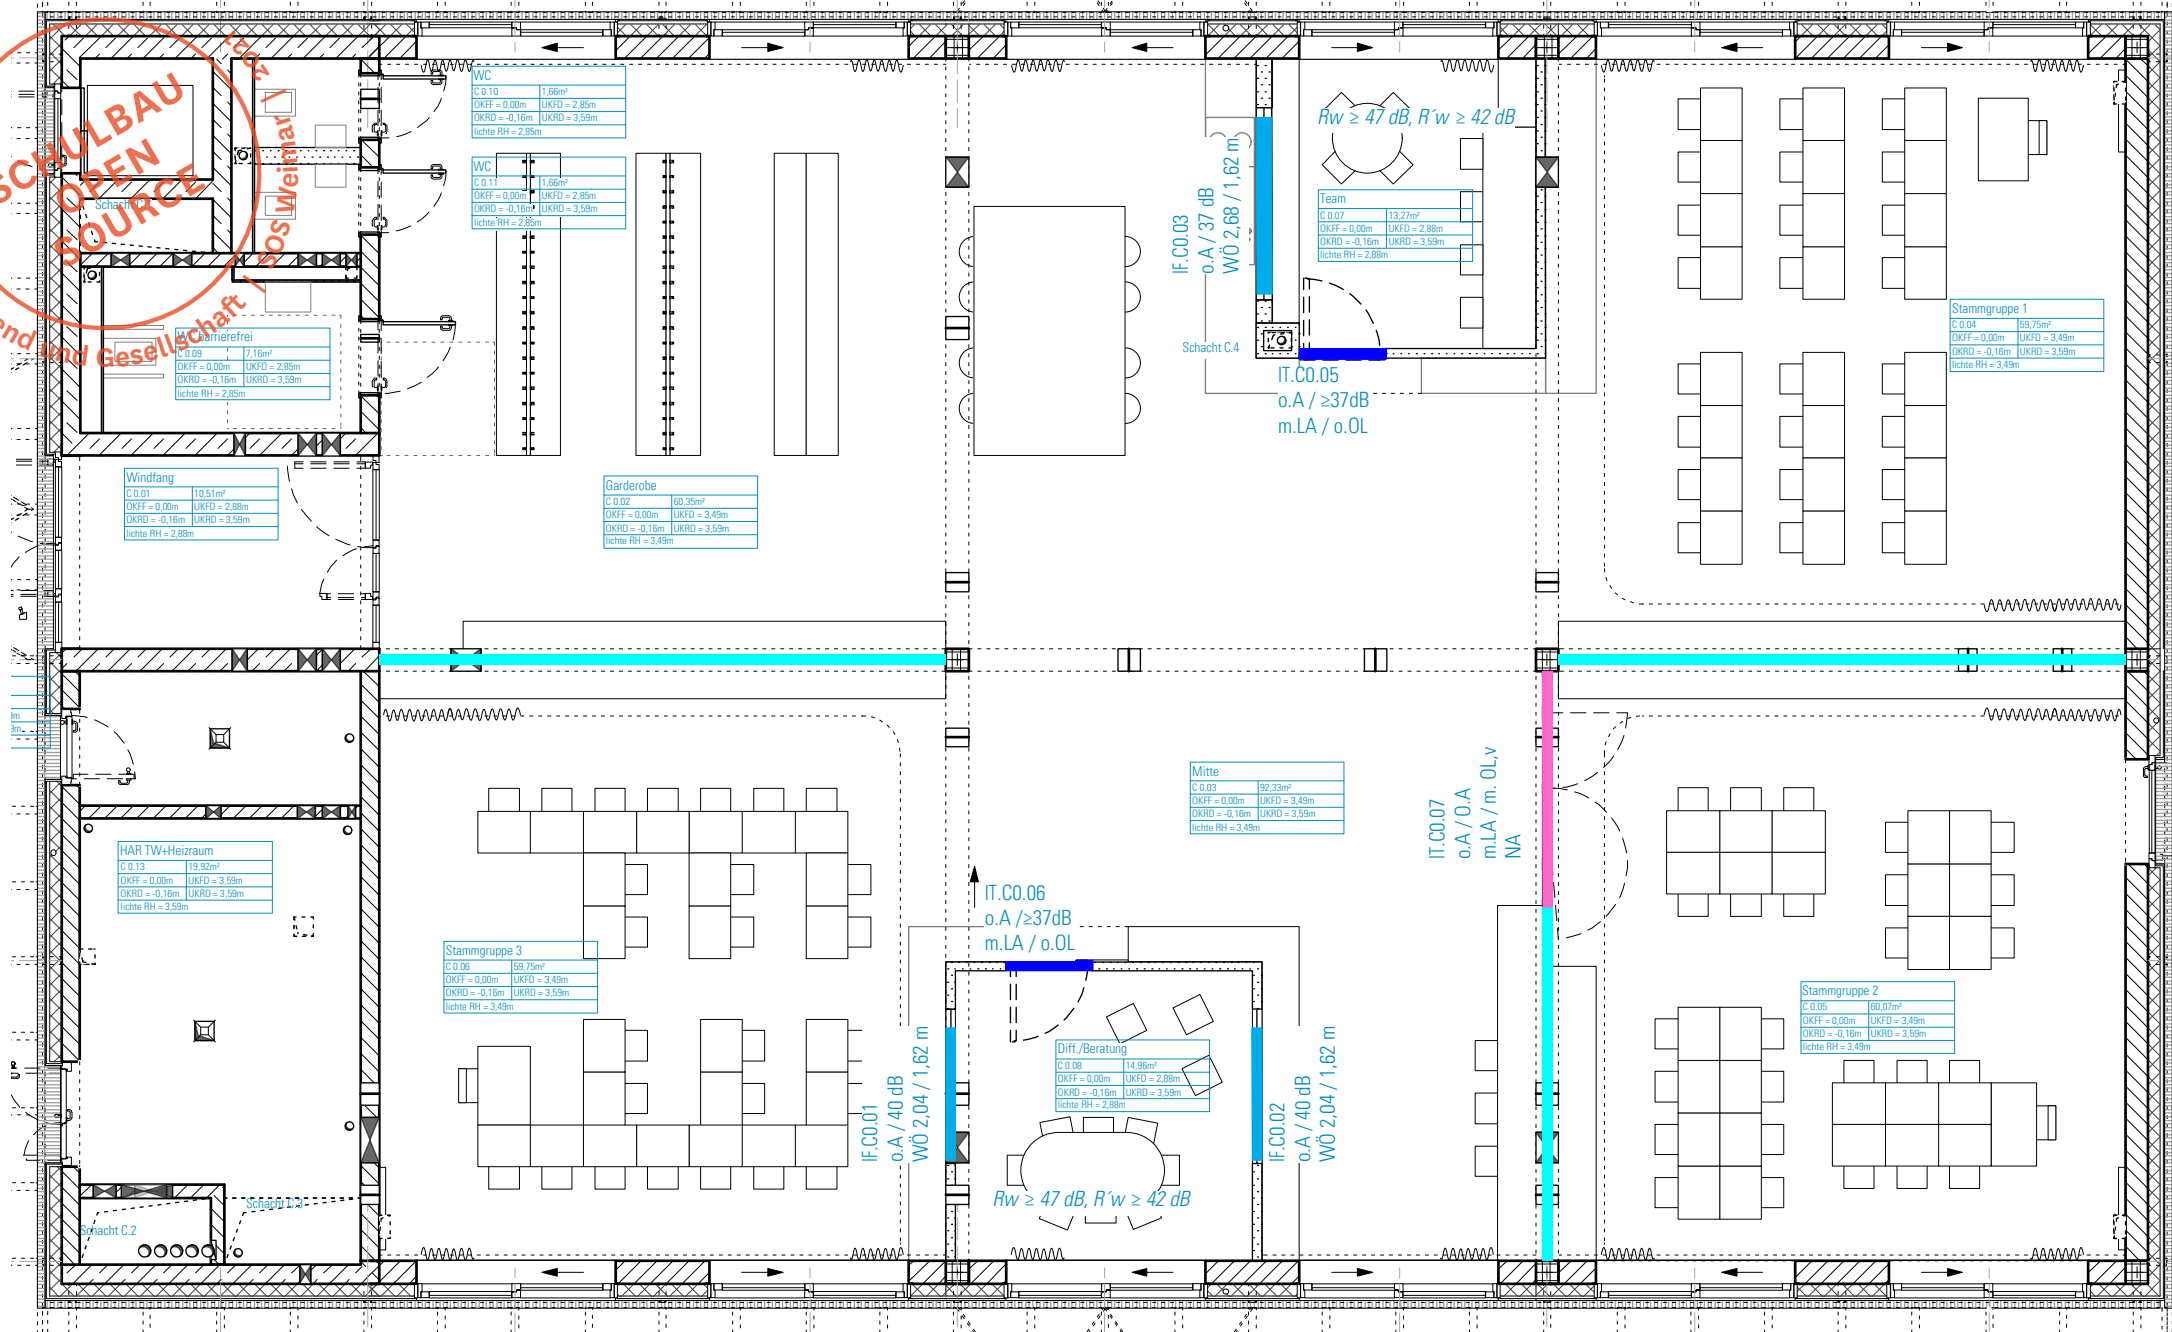 SCHULBAU
OPEN
SOURCE
end und Gesellschaft | SOS Weimar | 2021
WC
C 0.10 1,66m²
OKFF = 0,00m UKFD = 2,85m
OKRD = -0,16m UKRD = 3,59m
lichte RH = 2,85m
WC
C 0.11 1,66m²
OKFF = 0,00m UKFD = 2,85m
OKRD = -0,16m UKRD = 3,59m
lichte RH = 2,85m
WC barrierefrei
C 0.09 7,16m²
OKFF = 0,00m UKFD = 2,85m
OKRD = -0,16m UKRD = 3,59m
lichte RH = 2,85m
Windfang
C 0.01 10,51m²
OKFF = 0,00m UKFD = 2,88m
OKRD = -0,16m UKRD = 3,59m
lichte RH = 2,88m
Garderobe
C 0.02 60,35m²
OKFF = 0,00m UKFD = 3,49m
OKRD = -0,16m UKRD = 3,59m
lichte RH = 3,49m
IF.C0.03
o.A / 37 dB
WÖ 2,68 / 1,62 m
Rw ≥ 47 dB, R´w ≥ 42 dB
Team
C 0.07 13,27m²
OKFF = 0,00m UKFD = 2,88m
OKRD = -0,16m UKRD = 3,59m
lichte RH = 2,88m
Schacht C.4
IT.C0.05
o.A / ≥37dB
m.LA / o.OL
Stammgruppe 1
C 0.04 59,75m²
OKFF = 0,00m UKFD = 3,49m
OKRD = -0,16m UKRD = 3,59m
lichte RH = 3,49m
Mitte
C 0.03 92,33m²
OKFF = 0,00m UKFD = 3,49m
OKRD = -0,16m UKRD = 3,59m
lichte RH = 3,49m
IT.C0.07
o.A / O.A
m.LA / m. OL,v
NA
HAR TW+Heizraum
C 0.13 19,92m²
OKFF = 0,00m UKFD = 3,59m
OKRD = -0,16m UKRD = 3,59m
lichte RH = 3,59m
IT.C0.06
o.A /≥37dB
m.LA / o.OL
Stammgruppe 3
C 0.06 59,75m²
OKFF = 0,00m UKFD = 3,49m
OKRD = -0,16m UKRD = 3,59m
lichte RH = 3,49m
Stammgruppe 2
C 0.05 60,07m²
OKFF = 0,00m UKFD = 3,49m
OKRD = -0,16m UKRD = 3,59m
lichte RH = 3,49m
IF.C0.01
o.A / 40 dB
WÖ 2,04 / 1,62 m
Diff./Beratung
C 0.08 14,96m²
OKFF = 0,00m UKFD = 2,88m
OKRD = -0,16m UKRD = 3,59m
lichte RH = 2,88m
IF.C0.02
o.A / 40 dB
WÖ 2,04 / 1,62 m
Rw ≥ 47 dB, R´w ≥ 42 dB
Schacht C.3
Schacht C.2